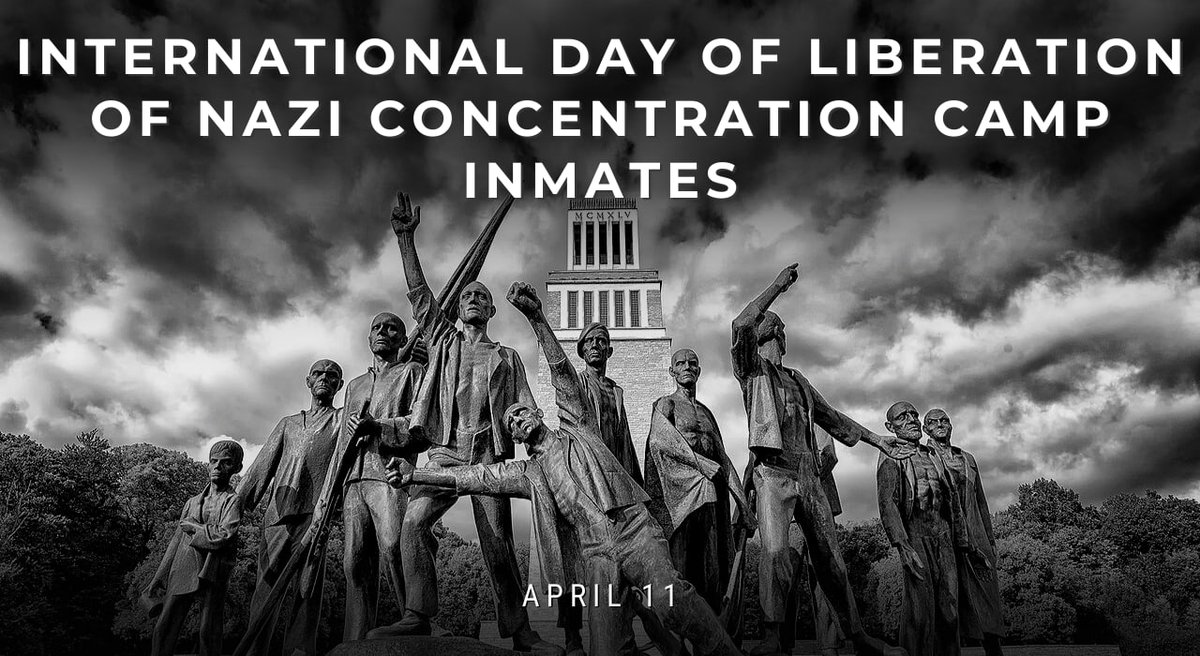 INTERNATIONAL DAY OF LIBERATION
OF NAZI CONCENTRATION CAMP
INMATES
MCMXLV
APRIL 11